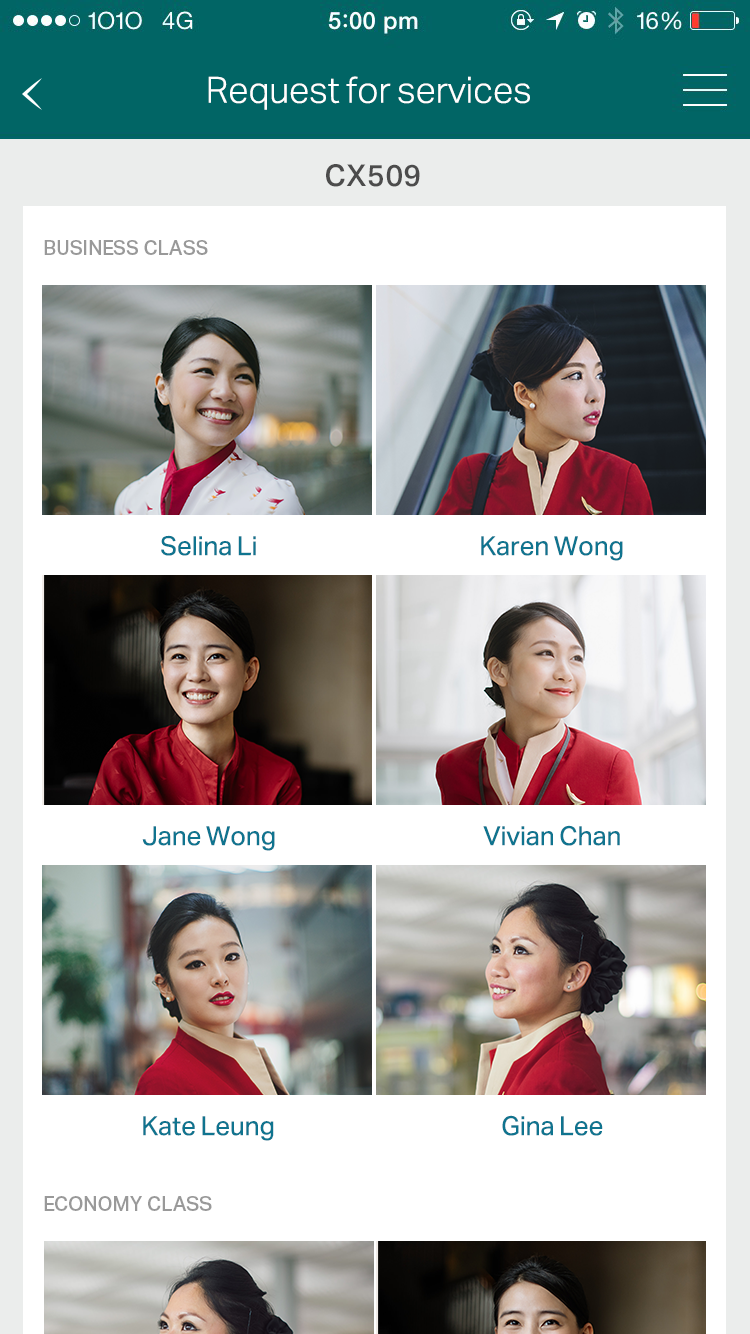 1O1O 4G 5:00 pm 16%
Request for services
CX509
BUSINESS CLASS
Selina Li Karen Wong
Jane Wong Vivian Chan
Kate Leung Gina Lee
ECONOMY CLASS